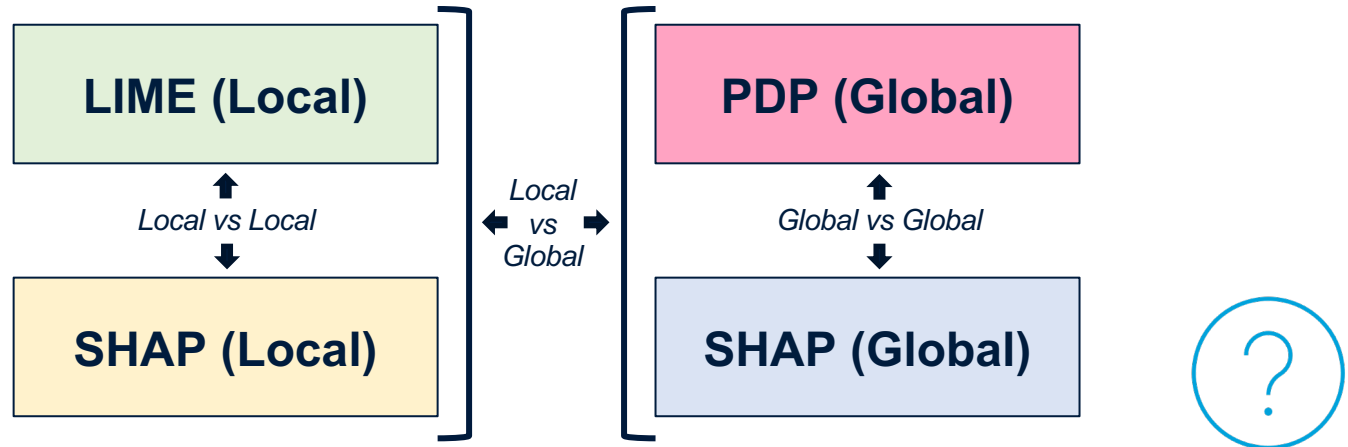 LIME (Local)
Local vs Local
SHAP (Local)
Local
vs
Global
PDP (Global)
Global vs Global
SHAP (Global)
?